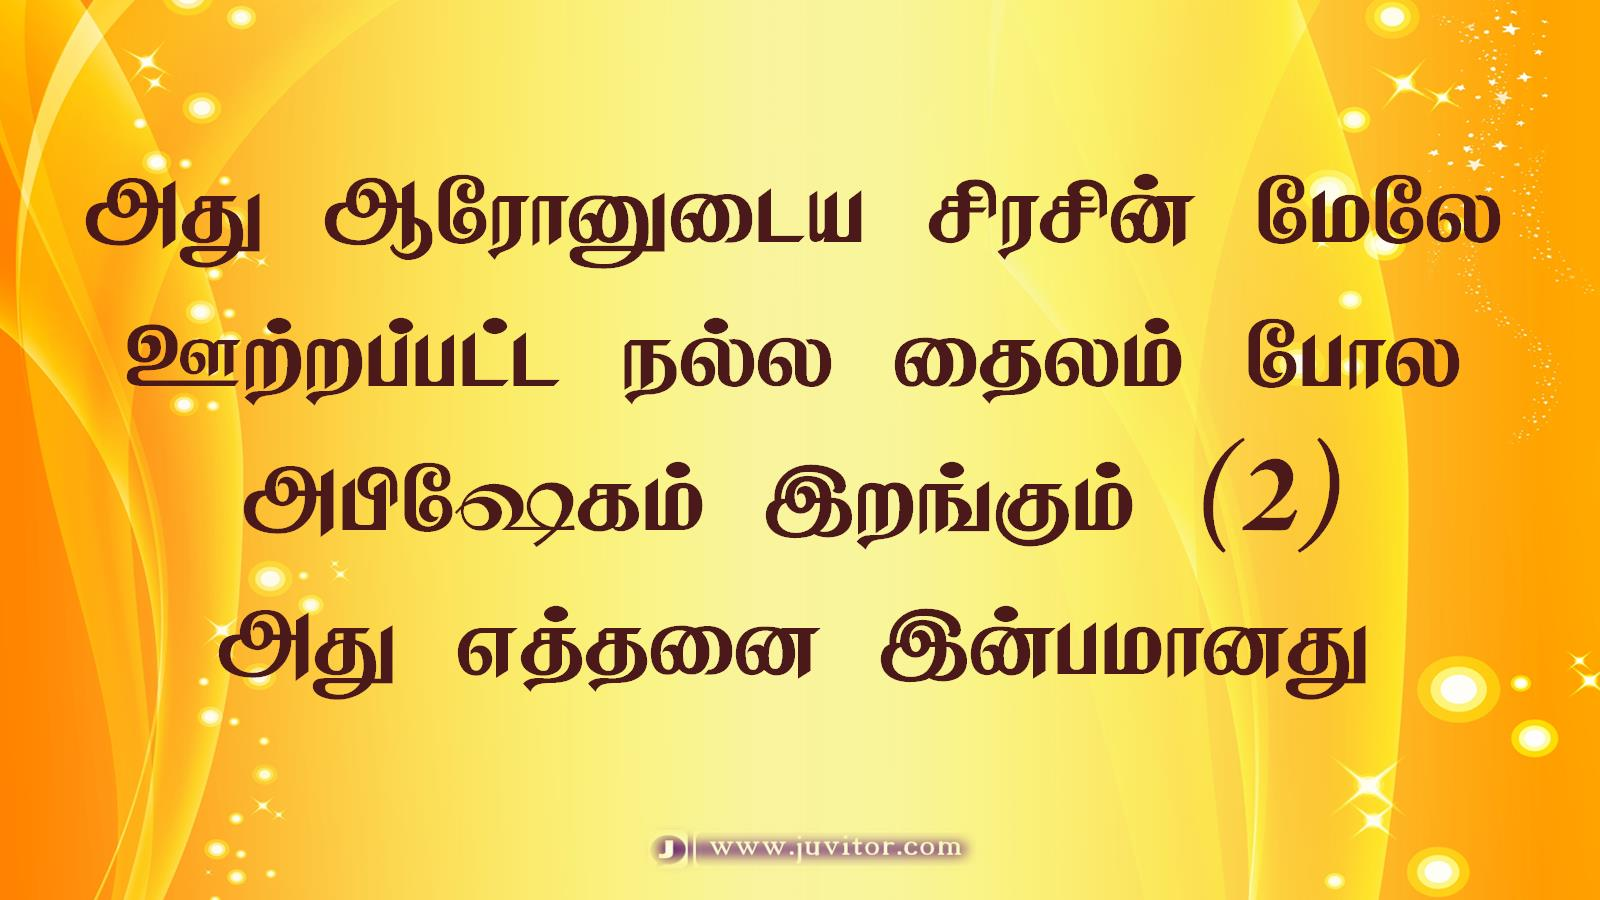 அது ஆரோனுடைய சிரசின் மேலே
ஊற்றப்பட்ட நல்ல தைலம் போல
அபிஷேகம் இறங்கும் (2)
அது எத்தனை இன்பமானது
J www.juvitor.com